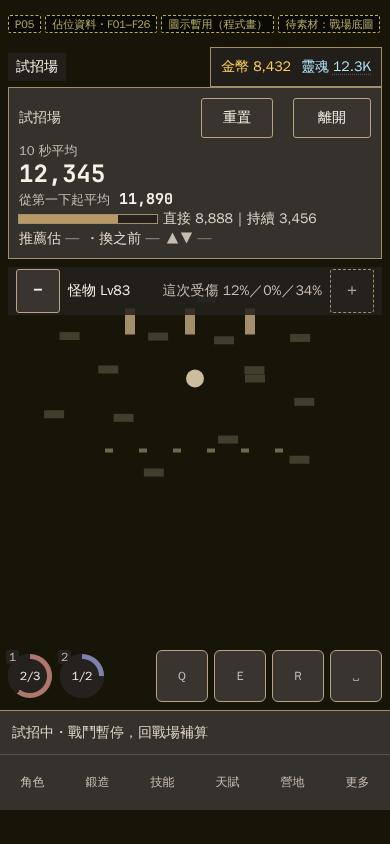 P05 佔位資料・F01–F26 圖示暫用（程式畫） 待素材：戰場底圖
試招場 金幣 8,432 靈魂 12.3K
試招場 重置 離開
10 秒平均
12,345
從第一下起平均 11,890
直接 8,888｜持續 3,456
推薦估 — ・換之前 — ▲▼ —
− 怪物 Lv83 這次受傷 12%／0%／34% ＋
1 2/3 2 1/2 Q E R ␣
試招中・戰鬥暫停，回戰場補算
角色 鍛造 技能 天賦 營地 更多